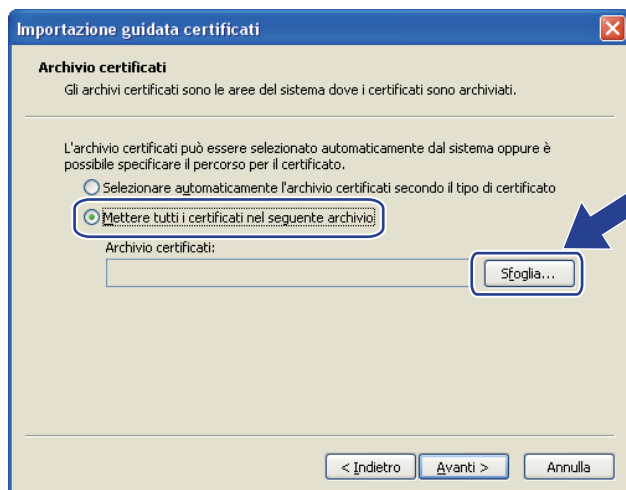 Importazione guidata certificati
Archivio certificati
Gli archivi certificati sono le aree del sistema dove i certificati sono archiviati.
L'archivio certificati può essere selezionato automaticamente dal sistema oppure è
possibile specificare il percorso per il certificato.
Selezionare automaticamente l'archivio certificati secondo il tipo di certificato
Mettere tutti i certificati nel seguente archivio
Archivio certificati:
Sfoglia...
< Indietro
Avanti >
Annulla